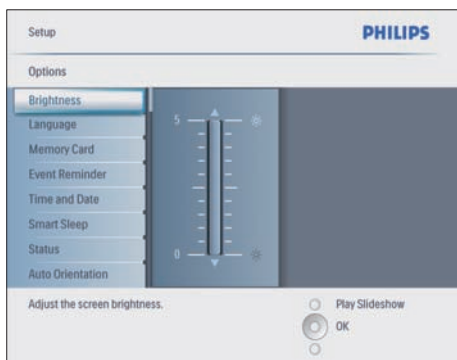 Setup
PHILIPS
Options
Brightness
Language
Memory Card
Event Reminder
Time and Date
Smart Sleep
Status
Auto Orientation
5
0
Adjust the screen brightness.
Play Slideshow
OK